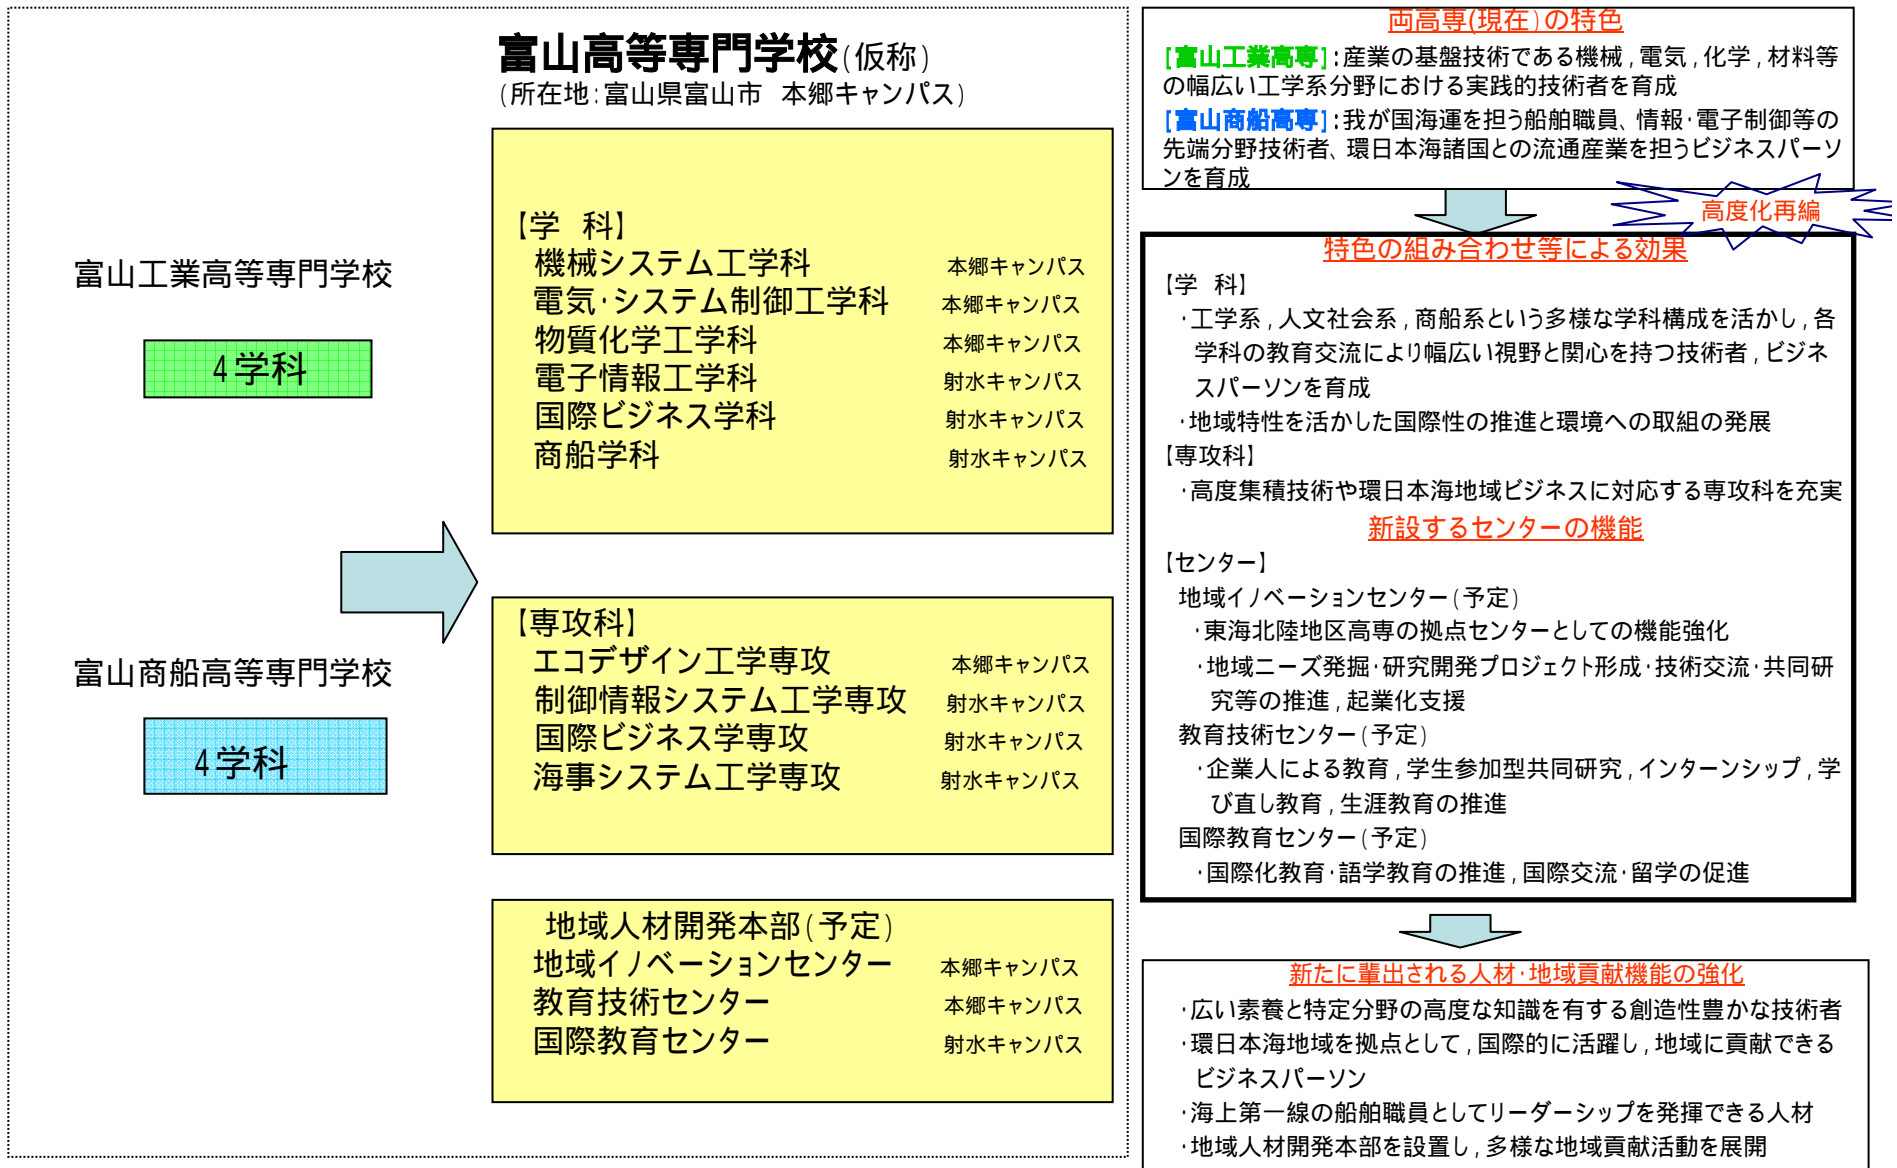 富山高等専門学校(仮称)
(所在地:富山県富山市 本郷キャンパス)
富山工業高等専門学校
4学科
富山商船高等専門学校
4学科
【学 科】
機械システム工学科 本郷キャンパス
電気・システム制御工学科 本郷キャンパス
物質化学工学科 本郷キャンパス
電子情報工学科 射水キャンパス
国際ビジネス学科 射水キャンパス
商船学科 射水キャンパス
【専攻科】
エコデザイン工学専攻 本郷キャンパス
制御情報システム工学専攻 射水キャンパス
国際ビジネス学専攻 射水キャンパス
海事システム工学専攻 射水キャンパス
地域人材開発本部(予定)
地域イノベーションセンター 本郷キャンパス
教育技術センター 本郷キャンパス
国際教育センター 射水キャンパス
両高専(現在)の特色
[富山工業高専]:産業の基盤技術である機械,電気,化学,材料等
の幅広い工学系分野における実践的技術者を育成
[富山商船高専]:我が国海運を担う船舶職員、情報・電子制御等の
先端分野技術者、環日本海諸国との流通産業を担うビジネスパーソ
ンを育成
高度化再編
特色の組み合わせ等による効果
【学 科】
・工学系,人文社会系,商船系という多様な学科構成を活かし,各
学科の教育交流により幅広い視野と関心を持つ技術者,ビジネ
スパーソンを育成
・地域特性を活かした国際性の推進と環境への取組の発展
【専攻科】
・高度集積技術や環日本海地域ビジネスに対応する専攻科を充実
新設するセンターの機能
【センター】
地域イノベーションセンター(予定)
・東海北陸地区高専の拠点センターとしての機能強化
・地域ニーズ発掘・研究開発プロジェクト形成・技術交流・共同研
究等の推進,起業化支援
教育技術センター(予定)
・企業人による教育,学生参加型共同研究,インターンシップ,学
び直し教育,生涯教育の推進
国際教育センター(予定)
・国際化教育・語学教育の推進,国際交流・留学の促進
新たに輩出される人材・地域貢献機能の強化
・広い素養と特定分野の高度な知識を有する創造性豊かな技術者
・環日本海地域を拠点として,国際的に活躍し,地域に貢献できる
ビジネスパーソン
・海上第一線の船舶職員としてリーダーシップを発揮できる人材
・地域人材開発本部を設置し,多様な地域貢献活動を展開